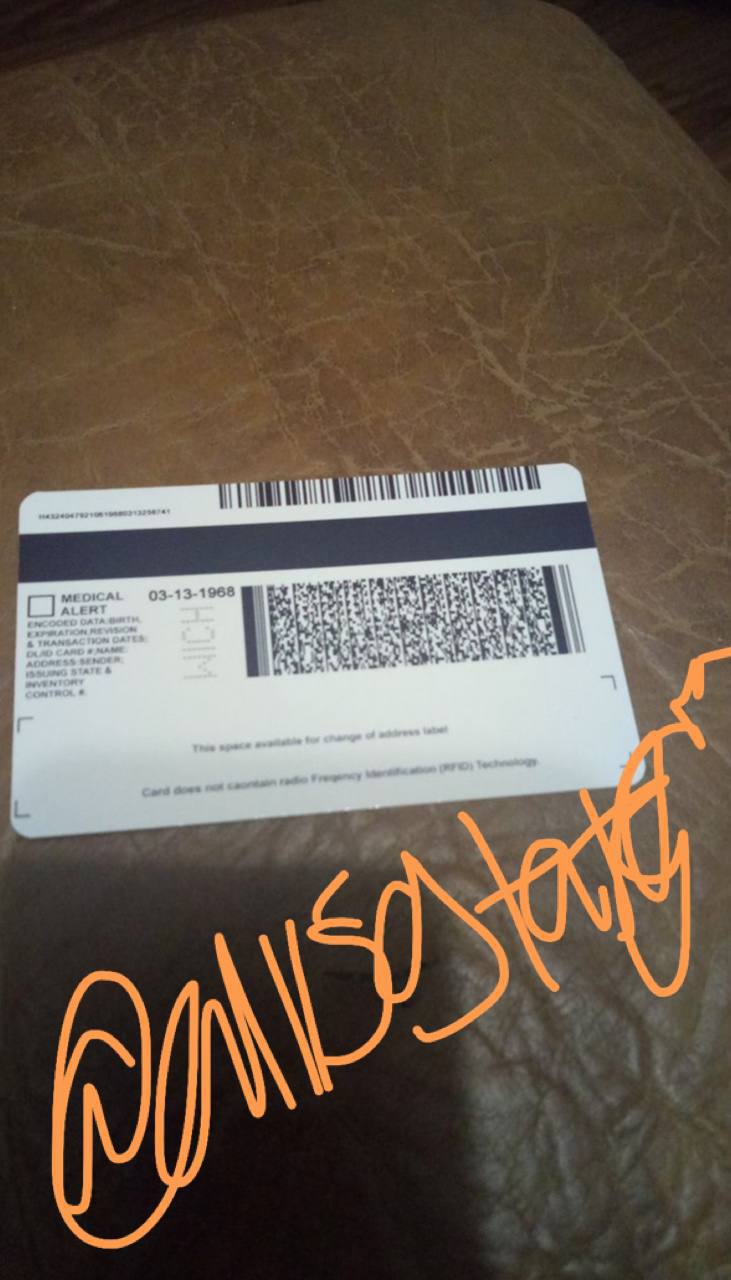 MEDICAL
ALERT
03-13-1968
ENCODED DATA:BIRTH,
EXPIRATION,REVISION
& TRANSACTION DATES;
DL/ID CARD #;NAME;
ADDRESS:SENDER;
ISSUING STATE &
INVENTORY
CONTROL #.
MICH
This space available for change of address label
Card does not caontain radio Freqency Identification (RFID) Technology.